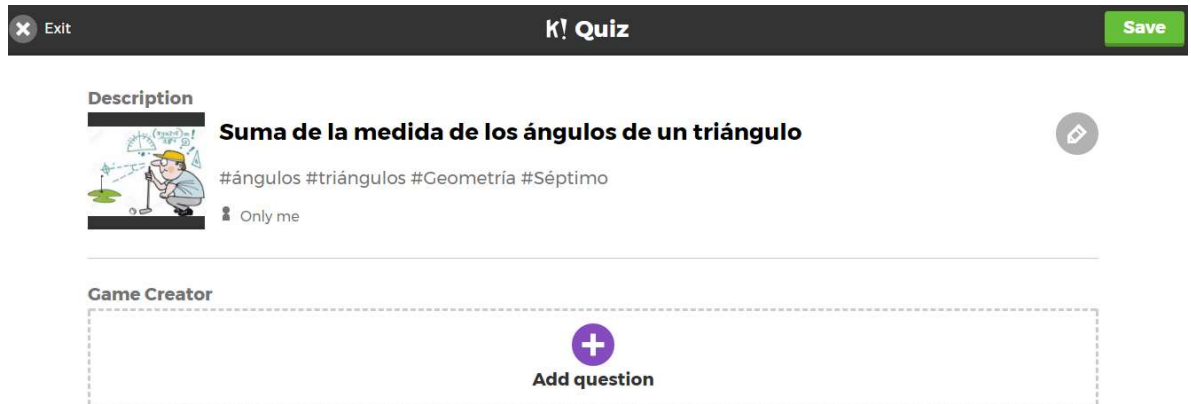 Exit
K! Quiz
Save
Description
Suma de la medida de los ángulos de un triángulo
#ángulos #triángulos #Geometría #Séptimo
Only me
Game Creator
Add question